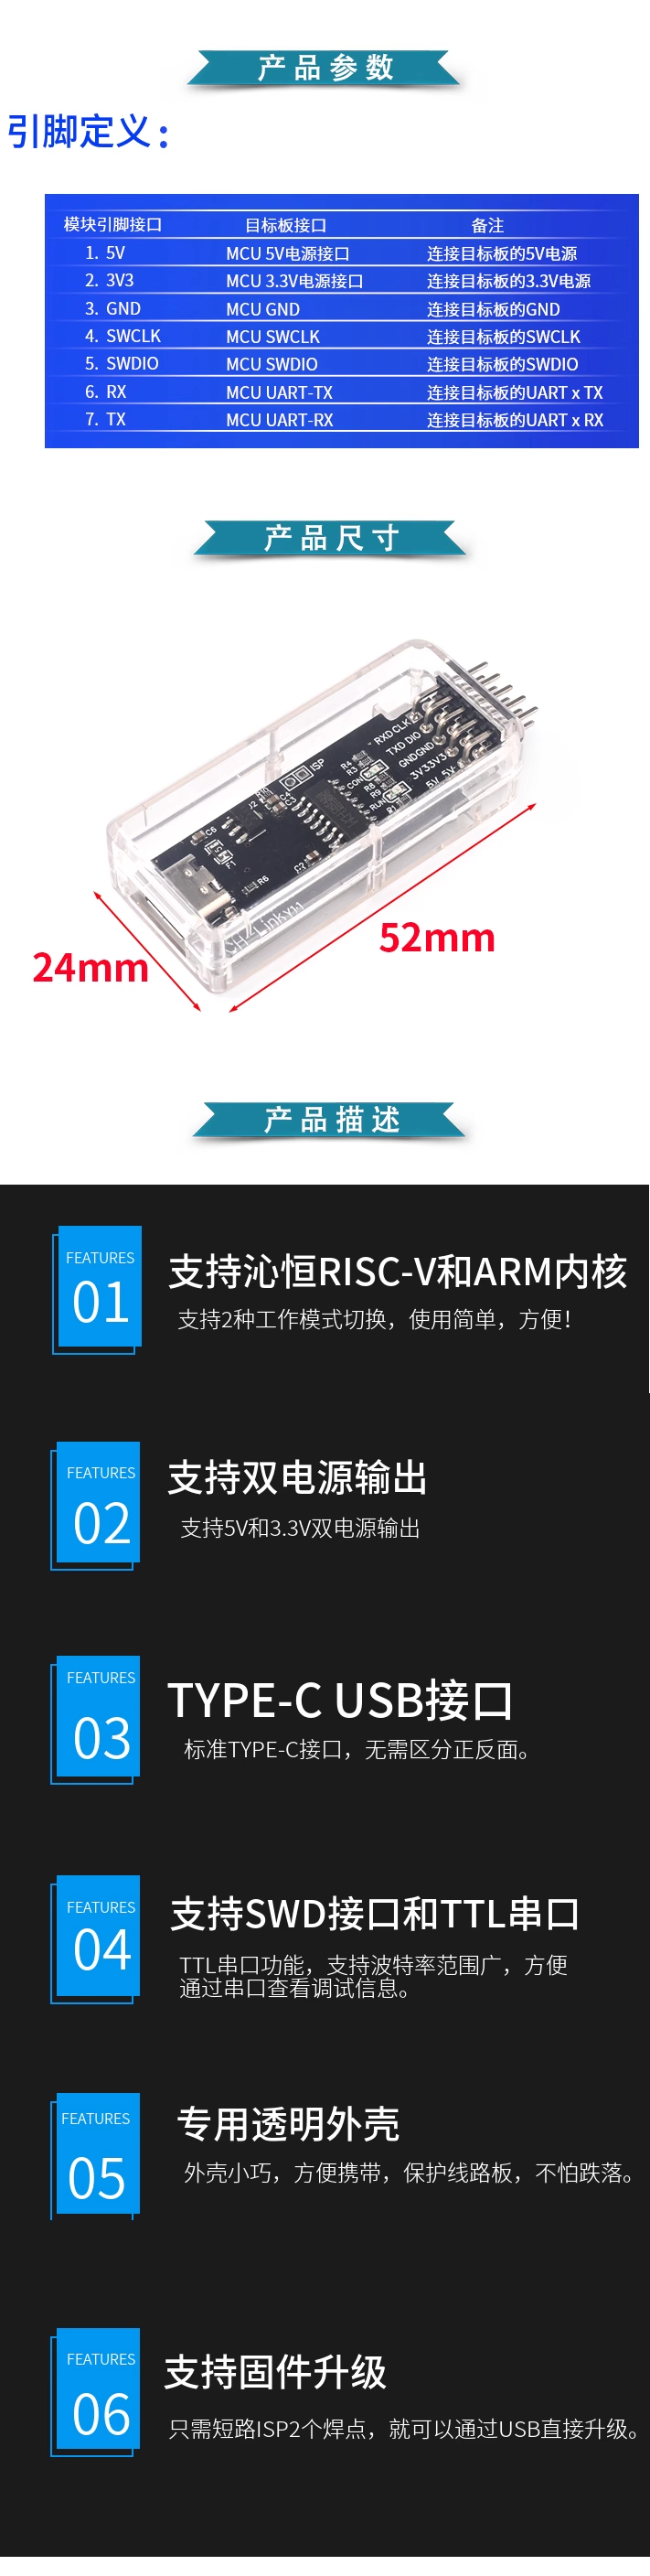 产品参数
引脚定义：
模块引脚接口 目标板接口 备注
1. 5V MCU 5V电源接口 连接目标板的5V电源
2. 3V3 MCU 3.3V电源接口 连接目标板的3.3V电源
3. GND MCU GND 连接目标板的GND
4. SWCLK MCU SWCLK 连接目标板的SWCLK
5. SWDIO MCU SWDIO 连接目标板的SWDIO
6. RX MCU UART-TX 连接目标板的UART x TX
7. TX MCU UART-RX 连接目标板的UART x RX
产品尺寸
RXD CLK
TXD DIO
GNDGND
3V33V3
5V 5V
ISP
R4
R3
CON
R8
R9
RUN
J2
C4
C3
C6
R6
Link
24mm
52mm
产品描述
FEATURES
01
支持沁恒RISC-V和ARM内核
支持2种工作模式切换，使用简单，方便！
FEATURES
02
支持双电源输出
支持5V和3.3V双电源输出
FEATURES
03
TYPE-C USB接口
标准TYPE-C接口，无需区分正反面。
FEATURES
04
支持SWD接口和TTL串口
TTL串口功能，支持波特率范围广，方便
通过串口查看调试信息。
FEATURES
05
专用透明外壳
外壳小巧，方便携带，保护线路板，不怕跌落。
FEATURES
06
支持固件升级
只需短路ISP2个焊点，就可以通过USB直接升级。